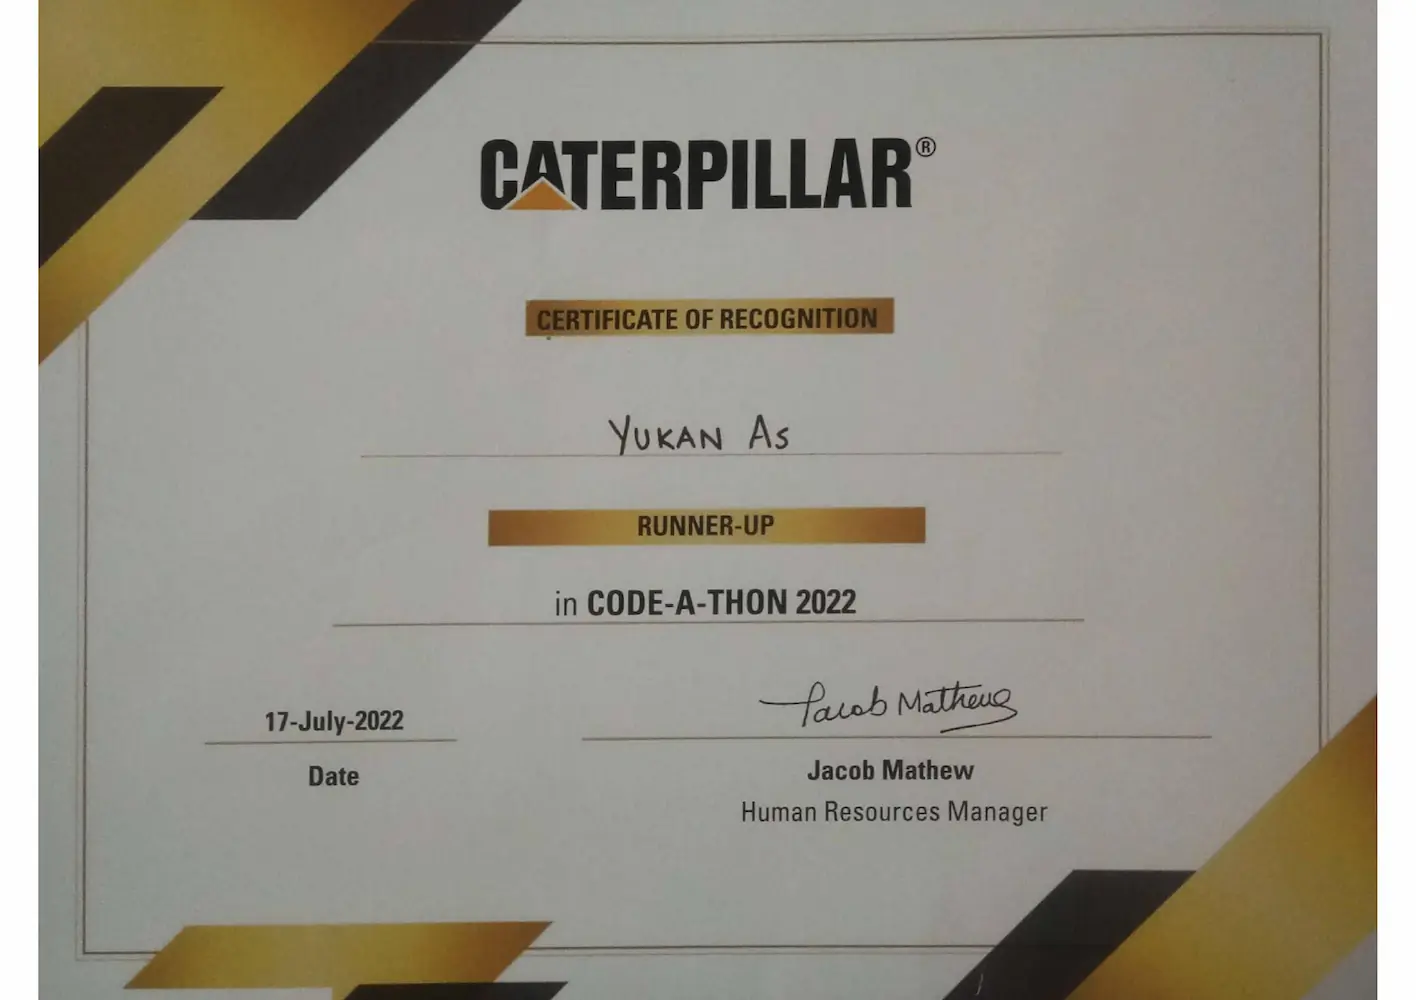 CATERPILLAR®
CERTIFICATE OF RECOGNITION
YUKAN AS
RUNNER-UP
in CODE-A-THON 2022
17-July-2022
Date
Jacob Mathew
Jacob Mathew
Human Resources Manager